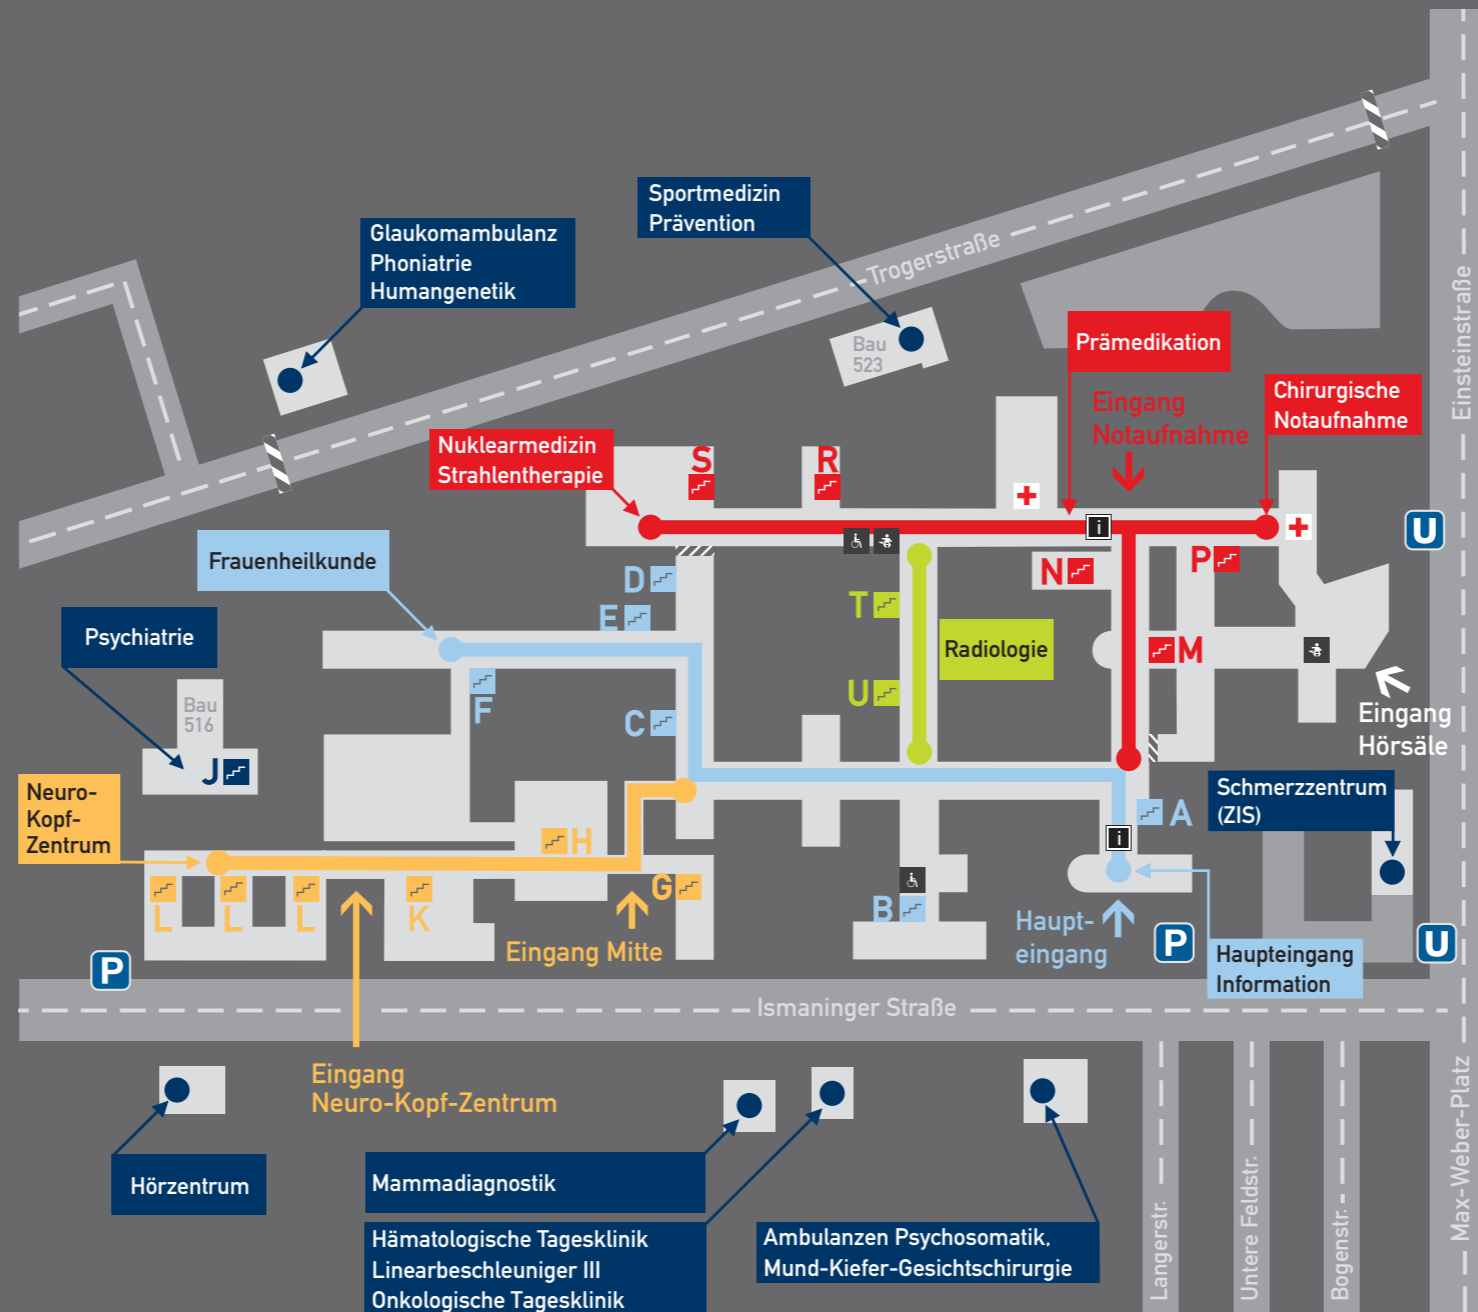 Sportmedizin
Prävention
Glaukomambulanz
Phoniatrie
Humangenetik
Trogerstraße
Einsteinstraße
Bau
523
Prämedikation
Chirurgische
Notaufnahme
Eingang
Notaufnahme
Nuklearmedizin
Strahlentherapie
S
R
i
U
Frauenheilkunde
D
E
N
P
T
Psychiatrie
Radiologie
M
F
U
C
Bau
516
J
Eingang
Hörsäle
Neuro-
Kopf-
Zentrum
Schmerzzentrum
(ZIS)
A
i
H
G
B
L
L
L
K
Haupt-
eingang
Eingang Mitte
P
P
U
Haupteingang
Information
Ismaninger Straße
Eingang
Neuro-Kopf-Zentrum
Max-Weber-Platz
Langerstr.
Untere Feldstr.
Bogenstr.
Hörzentrum
Mammadiagnostik
Hämatologische Tagesklinik
Linearbeschleuniger III
Onkologische Tagesklinik
Ambulanzen Psychosomatik,
Mund-Kiefer-Gesichtschirurgie